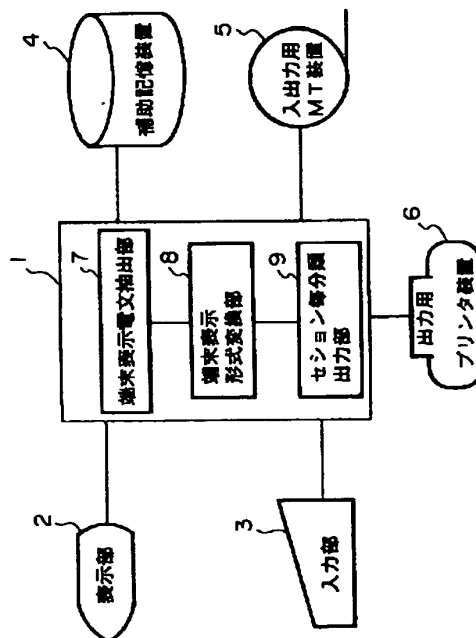 1
2
表示部
3
入力部
7
端末表示電文抽出部
8
端末表示
形式変換部
9
セション毎分類
出力部
4
補助記憶装置
5
入出力用
MT装置
6
出力用
プリンタ装置